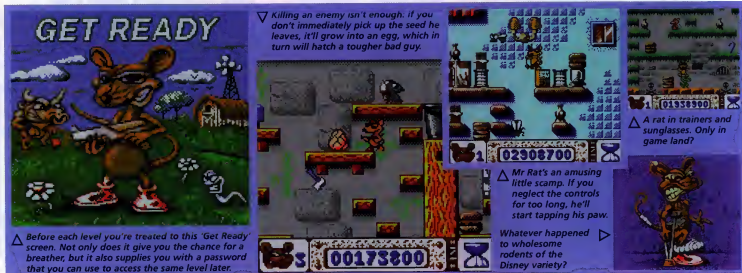 GET READY
△ Before each level you're treated to this 'Get Ready'
screen. Not only does it give you the chance for a
breather, but it also supplies you with a password
that you can use to access the same level later.
▽ Killing an enemy isn't enough: if you
don't immediately pick up the seed he
leaves, it'll grow into an egg, which in
turn will hatch a tougher bad guy.
3
00173800
TIME
1
02908700
△ Mr Rat's an amusing
little scamp. If you
neglect the controls
for too long, he'll
start tapping his paw.
Whatever happened ▷
to wholesome
rodents of the
Disney variety?
1
01938900
△ A rat in trainers and
sunglasses. Only in
game land?